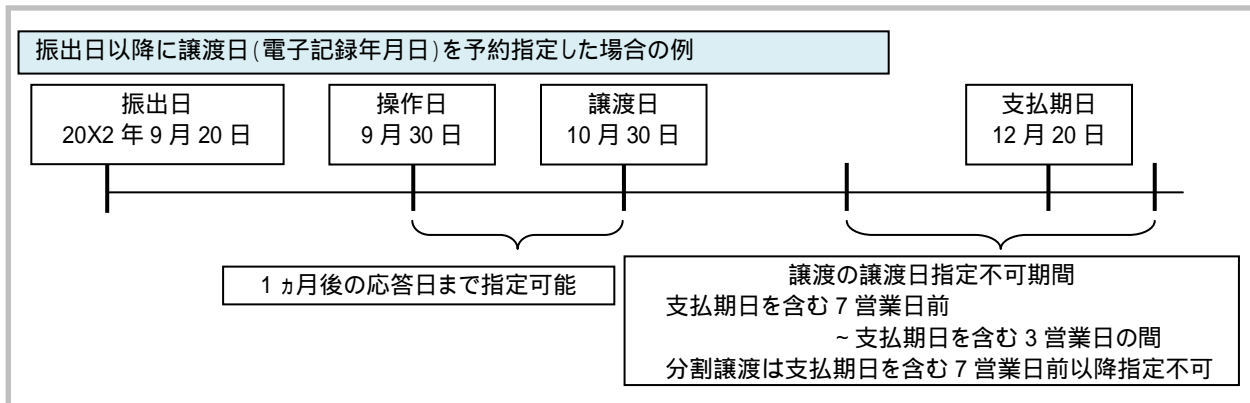 振出日以降に譲渡日(電子記録年月日)を予約指定した場合の例
振出日
20X2 年 9 月 20 日
操作日
9 月 30 日
譲渡日
10 月 30 日
支払期日
12 月 20 日
1 ヵ月後の応答日まで指定可能
譲渡の譲渡日指定不可期間
支払期日を含む 7 営業日前
~ 支払期日を含む 3 営業日の間
分割譲渡は支払期日を含む 7 営業日前以降指定不可